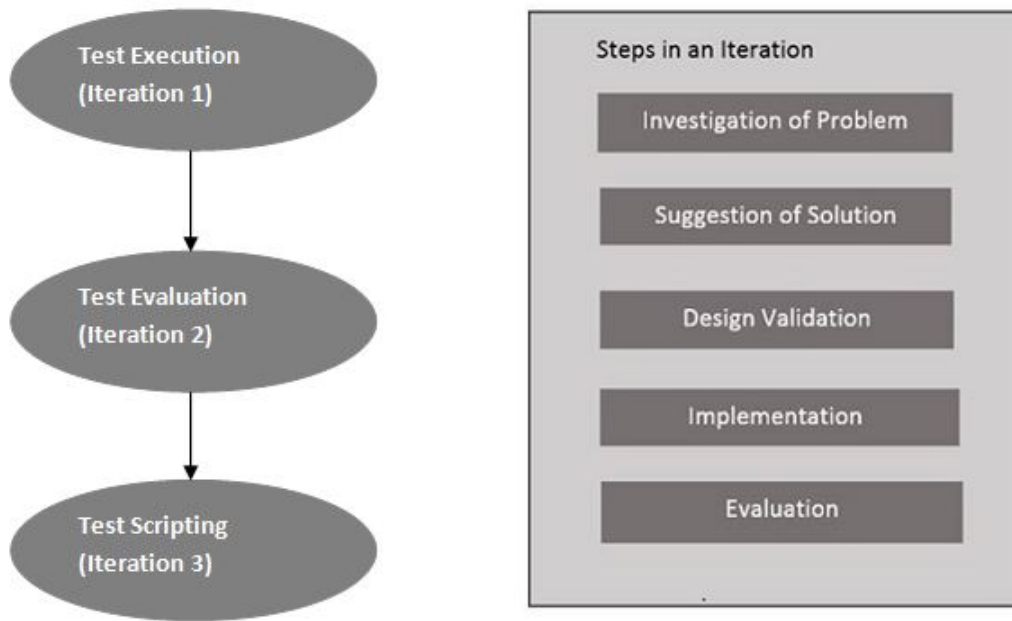 Test Execution
(Iteration 1)
Test Evaluation
(Iteration 2)
Test Scripting
(Iteration 3)
Steps in an Iteration
Investigation of Problem
Suggestion of Solution
Design Validation
Implementation
Evaluation